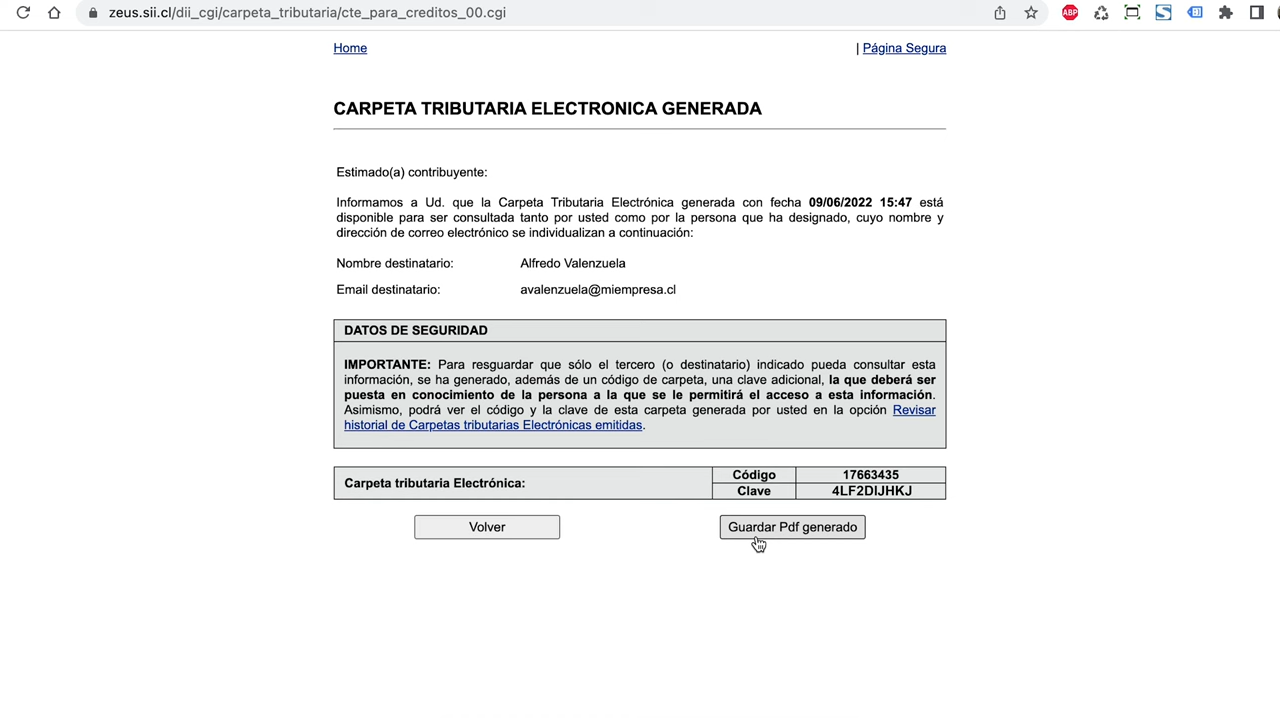 zeus.sii.cl/dii_cgi/carpeta_tributaria/cte_para_creditos_00.cgi
ABP
Home
| Página Segura
CARPETA TRIBUTARIA ELECTRONICA GENERADA
Estimado(a) contribuyente:
Informamos a Ud. que la Carpeta Tributaria Electrónica generada con fecha 09/06/2022 15:47 está
disponible para ser consultada tanto por usted como por la persona que ha designado, cuyo nombre y
dirección de correo electrónico se individualizan a continuación:
Nombre destinatario: Alfredo Valenzuela
Email destinatario: avalenzuela@miempresa.cl
DATOS DE SEGURIDAD
IMPORTANTE: Para resguardar que sólo el tercero (o destinatario) indicado pueda consultar esta
información, se ha generado, además de un código de carpeta, una clave adicional, la que deberá ser
puesta en conocimiento de la persona a la que se le permitirá el acceso a esta información.
Asimismo, podrá ver el código y la clave de esta carpeta generada por usted en la opción Revisar
historial de Carpetas tributarias Electrónicas emitidas.
Carpeta tributaria Electrónica:
Código 17663435
Clave 4LF2DIJHKJ
Volver
Guardar Pdf generado